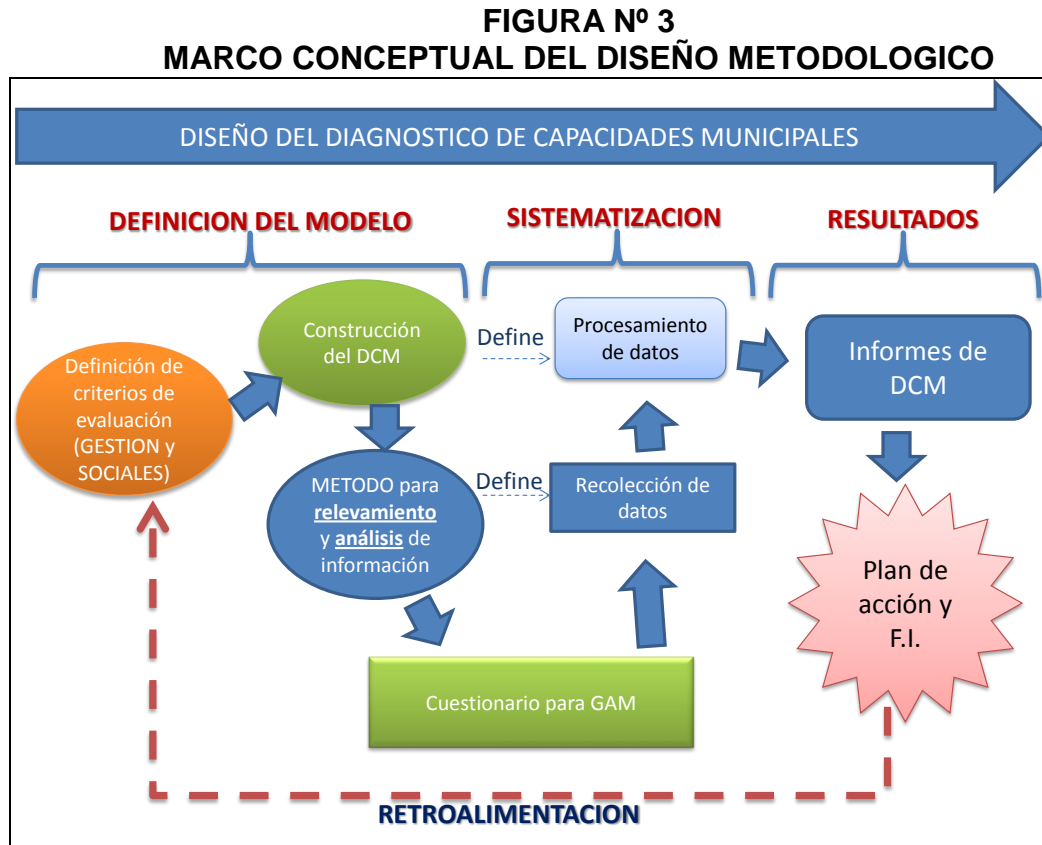 FIGURA Nº 3
MARCO CONCEPTUAL DEL DISEÑO METODOLOGICO
DISEÑO DEL DIAGNOSTICO DE CAPACIDADES MUNICIPALES
DEFINICION DEL MODELO
SISTEMATIZACION
RESULTADOS
Definición de
criterios de
evaluación
(GESTION y
SOCIALES)
Construcción
del DCM
METODO para
relevamiento
y análisis de
información
Cuestionario para GAM
Define
Define
Procesamiento
de datos
Recolección de
datos
Informes de
DCM
Plan de
acción y
F.I.
RETROALIMENTACION